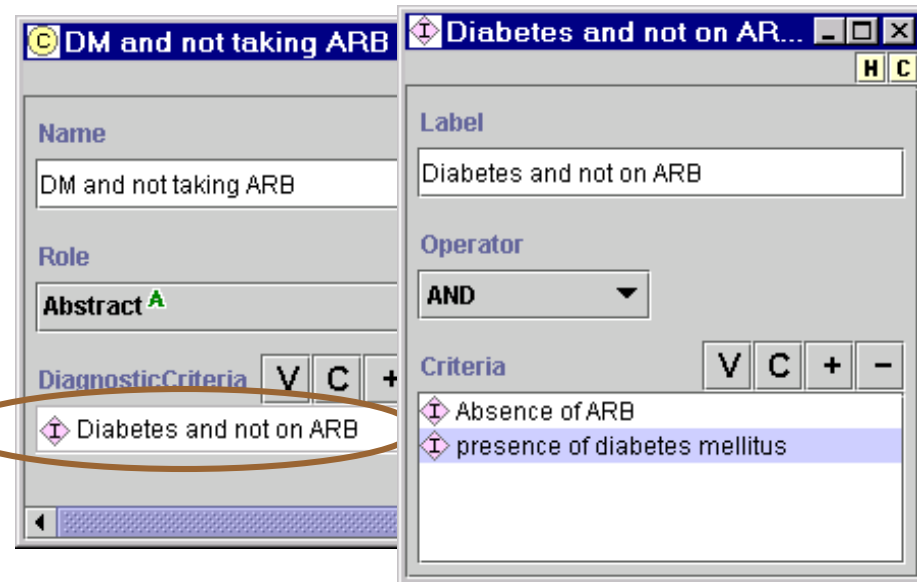 C DM and not taking ARB
Name
DM and not taking ARB
Role
Abstract A
DiagnosticCriteria V C +
I Diabetes and not on ARB
I Diabetes and not on AR...
H C
Label
Diabetes and not on ARB
Operator
AND
Criteria V C + −
I Absence of ARB
I presence of diabetes mellitus